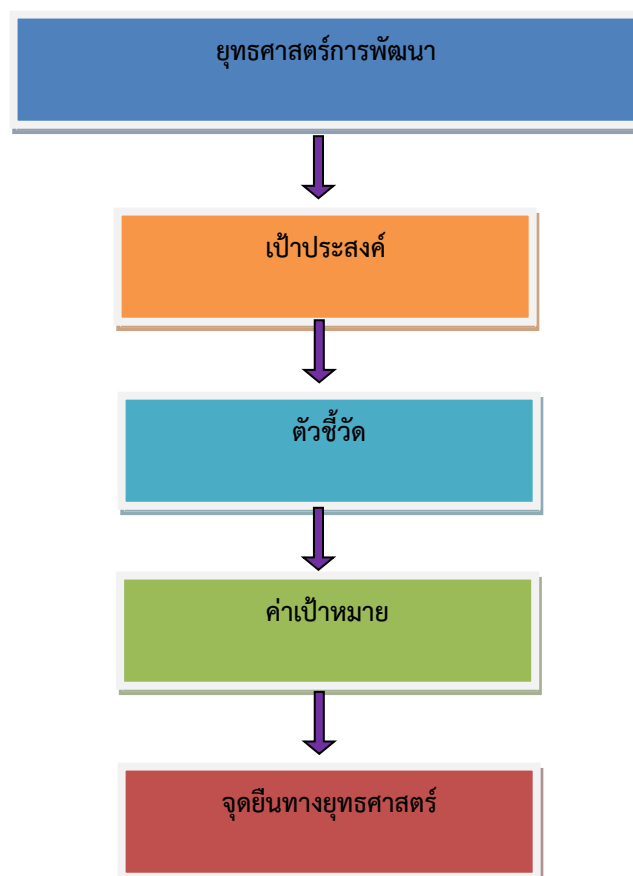 ยุทธศาสตร์การพัฒนา
เป้าประสงค์
ตัวชี้วัด
ค่าเป้าหมาย
จุดยืนทางยุทธศาสตร์